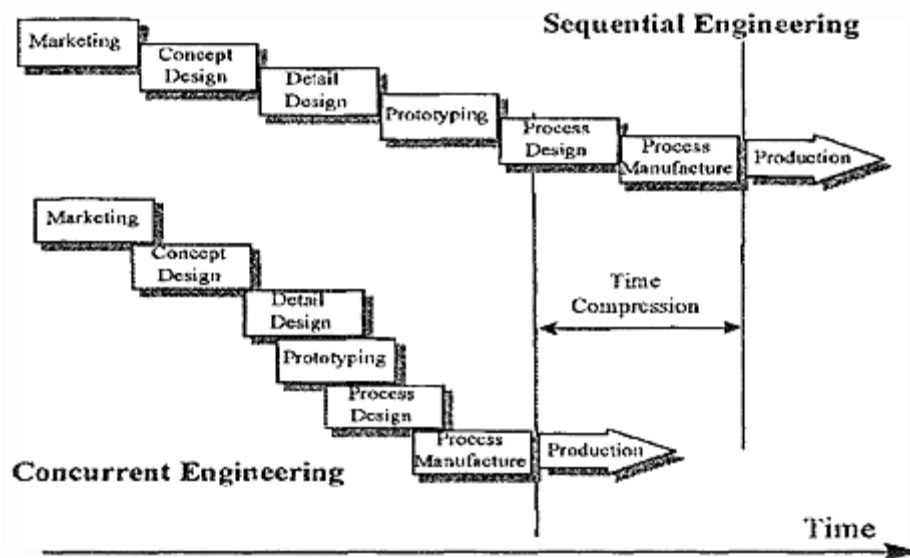 Sequential Engineering
Marketing
Concept
Design
Detail
Design
Prototyping
Process
Design
Process
Manufacture
Production
Marketing
Concept
Design
Detail
Design
Prototyping
Process
Design
Process
Manufacture
Production
Time
Compression
Concurrent Engineering
Time